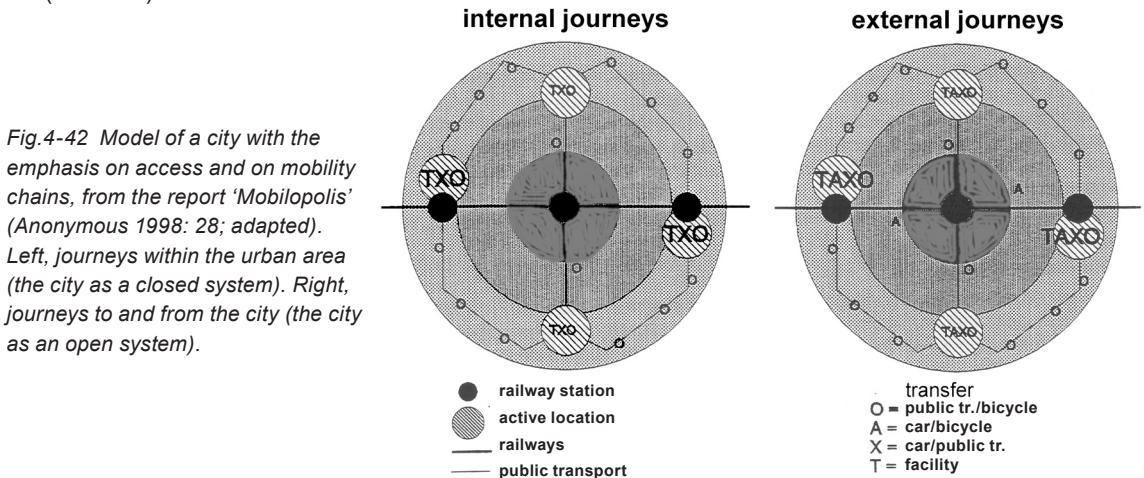 internal journeys
external journeys
Fig.4-42 Model of a city with the
emphasis on access and on mobility
chains, from the report ‘Mobilopolis’
(Anonymous 1998: 28; adapted).
Left, journeys within the urban area
(the city as a closed system). Right,
journeys to and from the city (the city
as an open system).
O
O
TXO
O
O
O
O
O
TXO
O
TXO
O
O
O
O
TXO
O
O
O
O
TAXO
O
O
O
O
O
TAXO
A
A
TAXO
O
O
O
O
O
TAXO
O
O
railway station
active location
railways
public transport
transfer
O = public tr./bicycle
A = car/bicycle
X = car/public tr.
T = facility